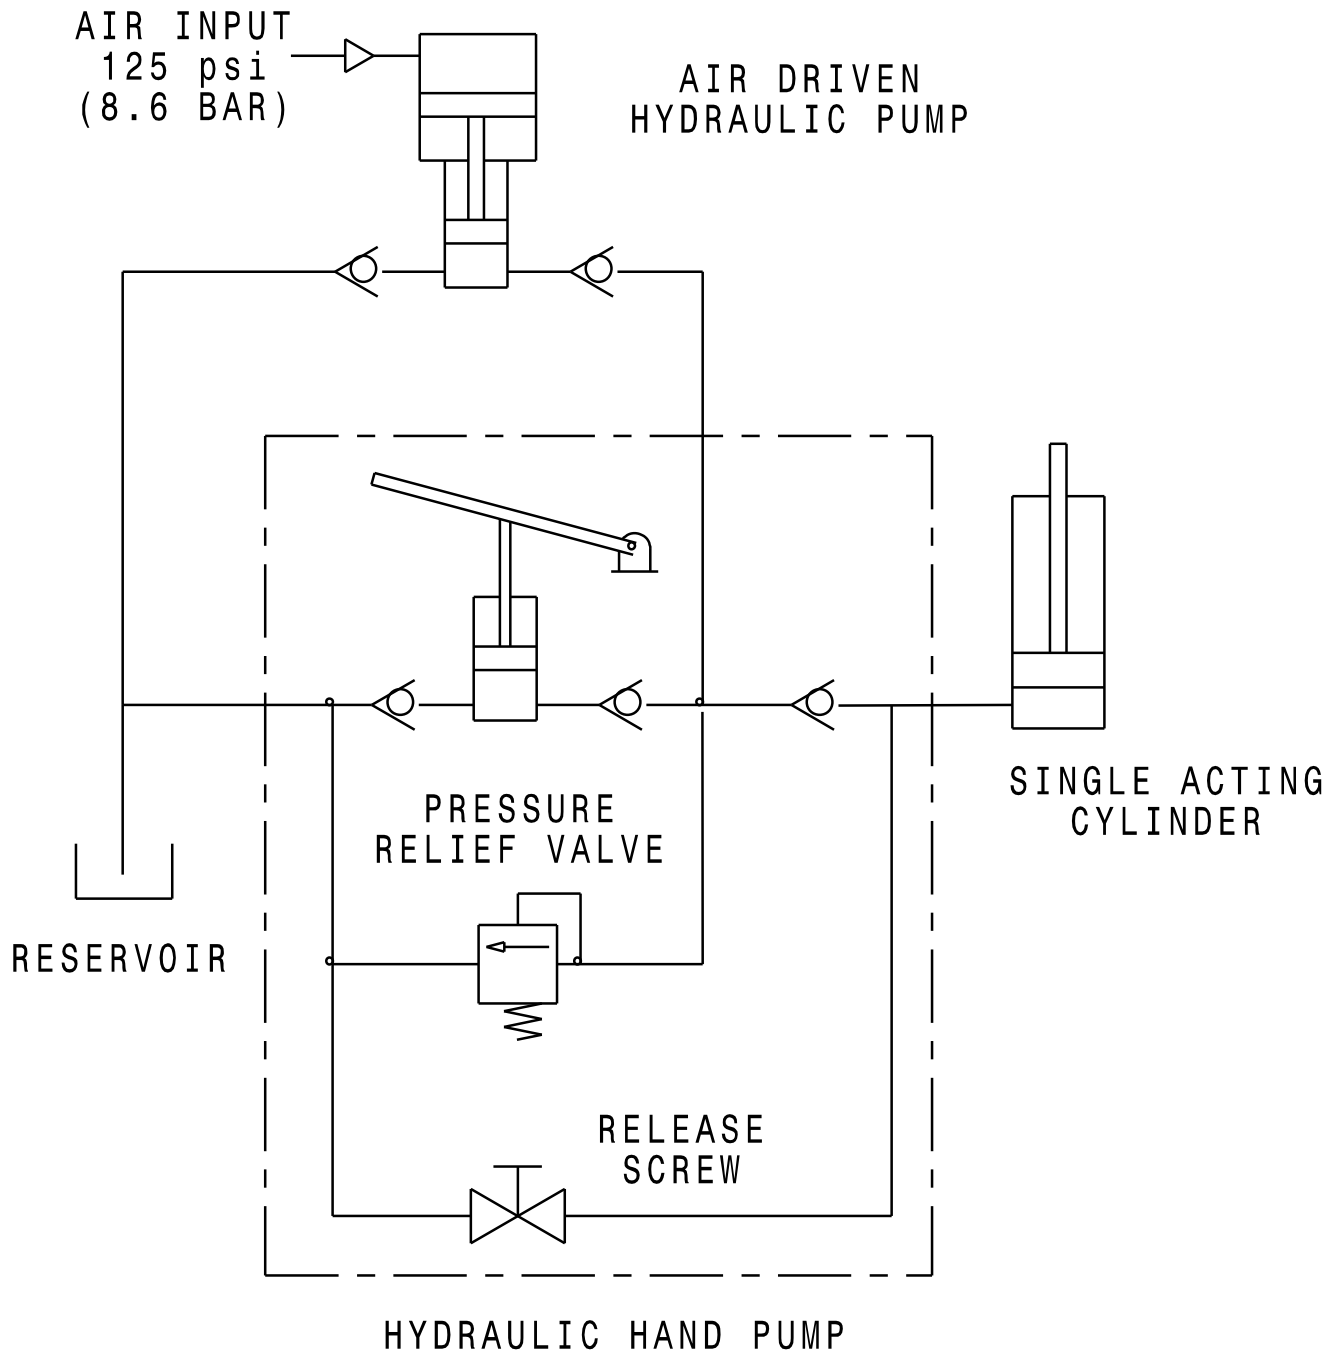 AIR INPUT
125 psi
(8.6 BAR)
AIR DRIVEN
HYDRAULIC PUMP
SINGLE ACTING
CYLINDER
PRESSURE
RELIEF VALVE
RESERVOIR
RELEASE
SCREW
HYDRAULIC HAND PUMP